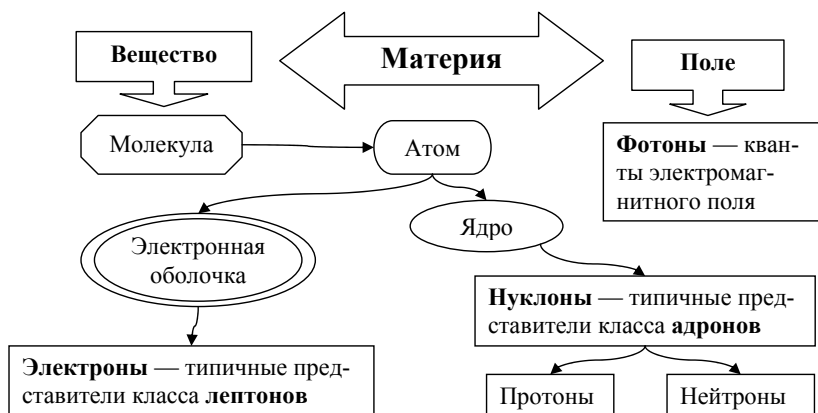 Вещество
Материя
Поле
Молекула
Атом
Фотоны — кван-
ты электромаг-
нитного поля
Электронная
оболочка
Ядро
Нуклоны — типичные пред-
ставители класса адронов
Электроны — типичные пред-
ставители класса лептонов
Протоны
Нейтроны